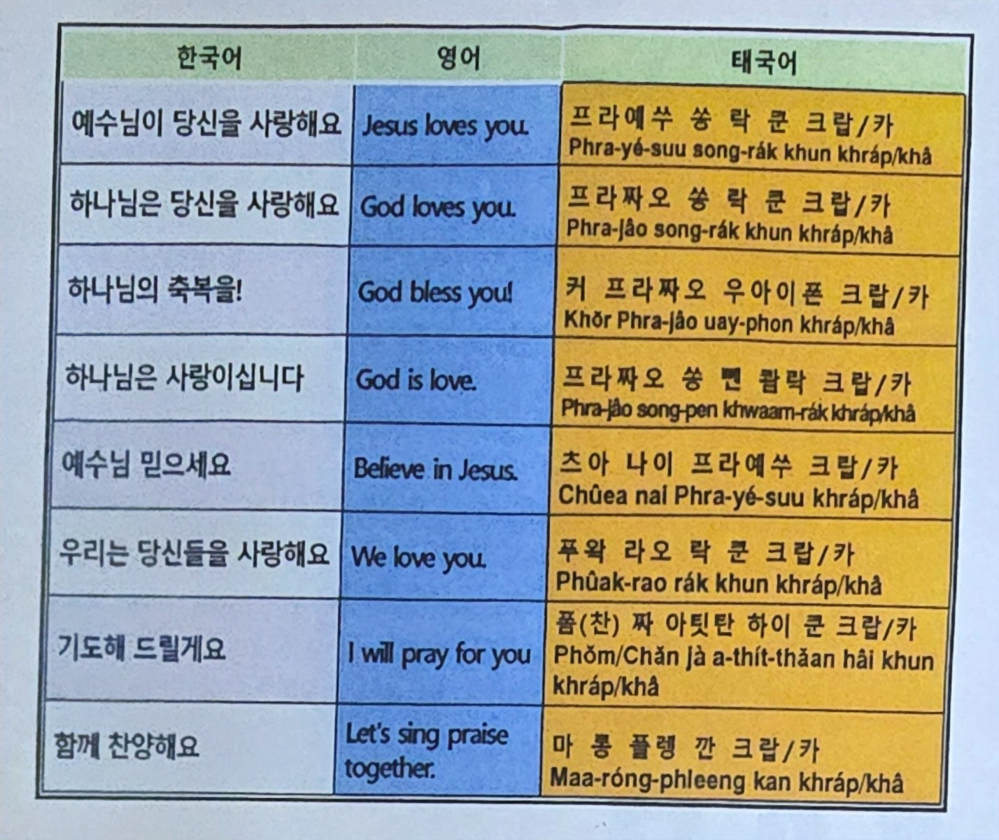 한국어 영어 태국어
예수님이 당신을 사랑해요 Jesus loves you. 프라예쑤 쏭 락 쿤 크랍/카
Phra-yé-suu song-rák khun khráp/khâ
하나님은 당신을 사랑해요 God loves you. 프라짜오 쏭 락 쿤 크랍/카
Phra-jâo song-rák khun khráp/khâ
하나님의 축복을! God bless you! 커 프라짜오 우아이폰 크랍/카
Khŏr Phra-jâo uay-phon khráp/khâ
하나님은 사랑이십니다 God is love. 프라짜오 쏭 뻰 쾀락 크랍/카
Phra-jâo song-pen khwaam-rák khráp/khâ
예수님 믿으세요 Believe in Jesus. 츠아 나이 프라예쑤 크랍/카
Chûea nai Phra-yé-suu khráp/khâ
우리는 당신들을 사랑해요 We love you. 푸왁 라오 락 쿤 크랍/카
Phûak-rao rák khun khráp/khâ
기도해 드릴게요 I will pray for you 폼(찬) 짜 아팃탄 하이 쿤 크랍/카
Phŏm/Chăn jà a-thít-thăan hâi khun
khráp/khâ
함께 찬양해요 Let's sing praise
together. 마 롱 플렝 깐 크랍/카
Maa-róng-phleeng kan khráp/khâ